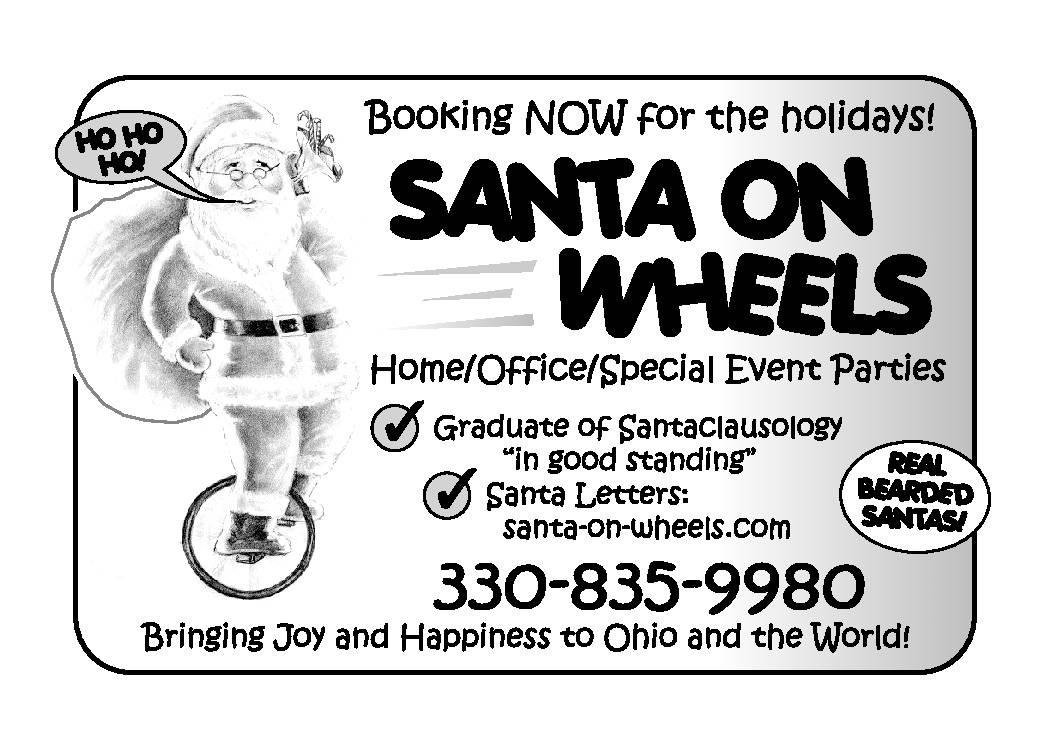 Booking NOW for the holidays!
HO HO
HO!
SANTA ON
WHEELS
Home/Office/Special Event Parties
Graduate of Santaclausology
"in good standing"
Santa Letters:
santa-on-wheels.com
REAL
BEARDED
SANTAS!
330-835-9980
Bringing Joy and Happiness to Ohio and the World!